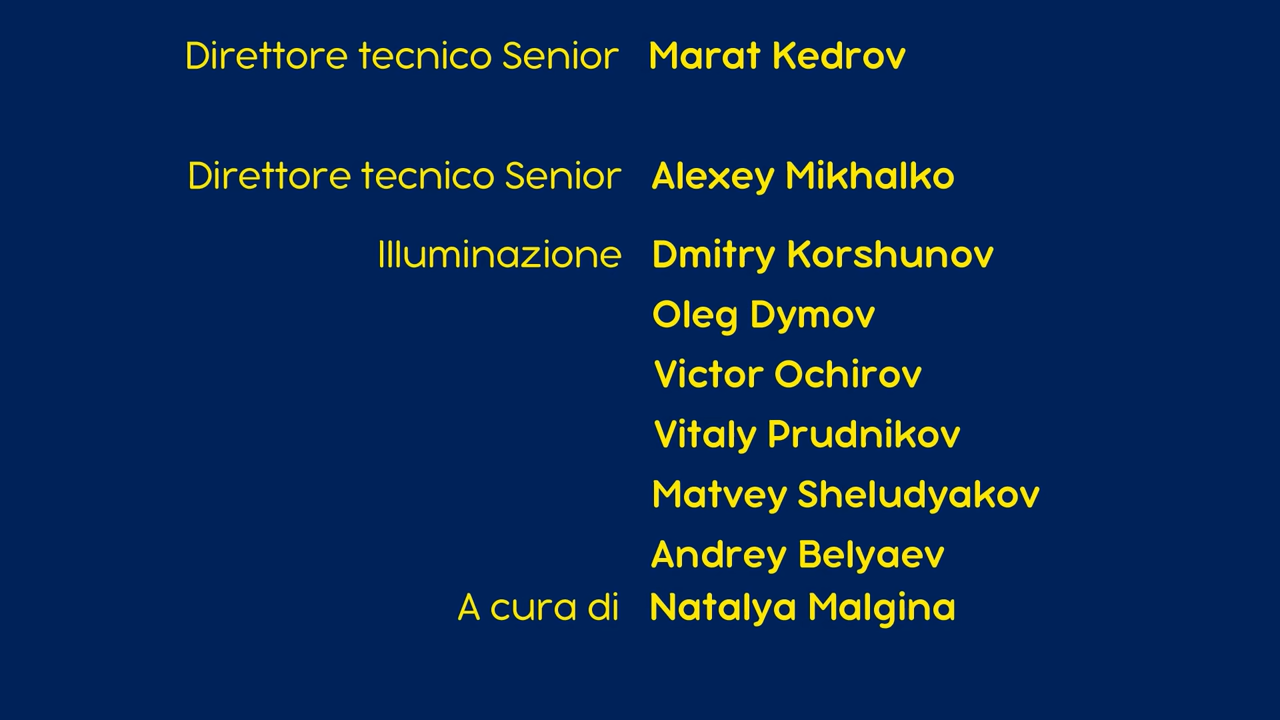 Direttore tecnico Senior Marat Kedrov
Direttore tecnico Senior Alexey Mikhalko
Illuminazione Dmitry Korshunov
Oleg Dymov
Victor Ochirov
Vitaly Prudnikov
Matvey Sheludyakov
Andrey Belyaev
A cura di Natalya Malgina